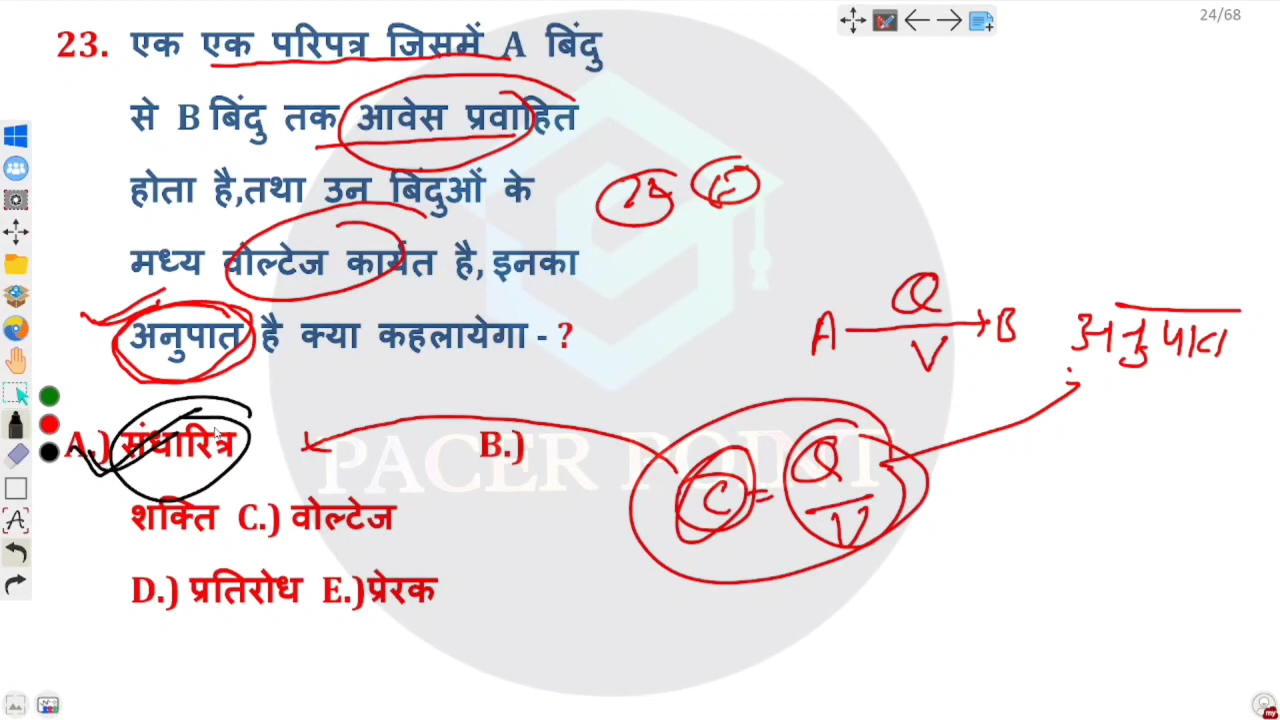 24/68
23. एक एक परिपत्र जिसमें A बिंदु
से B बिंदु तक आवेस प्रवाहित
होता है,तथा उन बिंदुओं के
मध्य वोल्टेज कार्यत है, इनका
अनुपात है क्या कहलायेगा - ?
A Q V B अनुपात
A.) संधारित्र B.)
C = Q / V
PACER POINT
शक्ति C.) वोल्टेज
D.) प्रतिरोध E.)प्रेरक